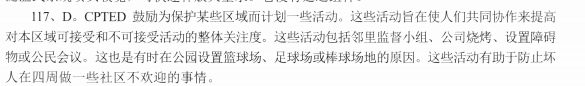 117、D。CPTED 鼓励为保护某些区域而计划一些活动。这些活动旨在使人们共同协作来提高
对本区域可接受和不可接受活动的整体关注度。这些活动包括邻里监督小组、公司烧烤、设置障碍
物或公民会议。这也是有时在公园设置篮球场、足球场或棒球场地的原因。这些活动有助于防止坏
人在四周做一些社区不欢迎的事情。